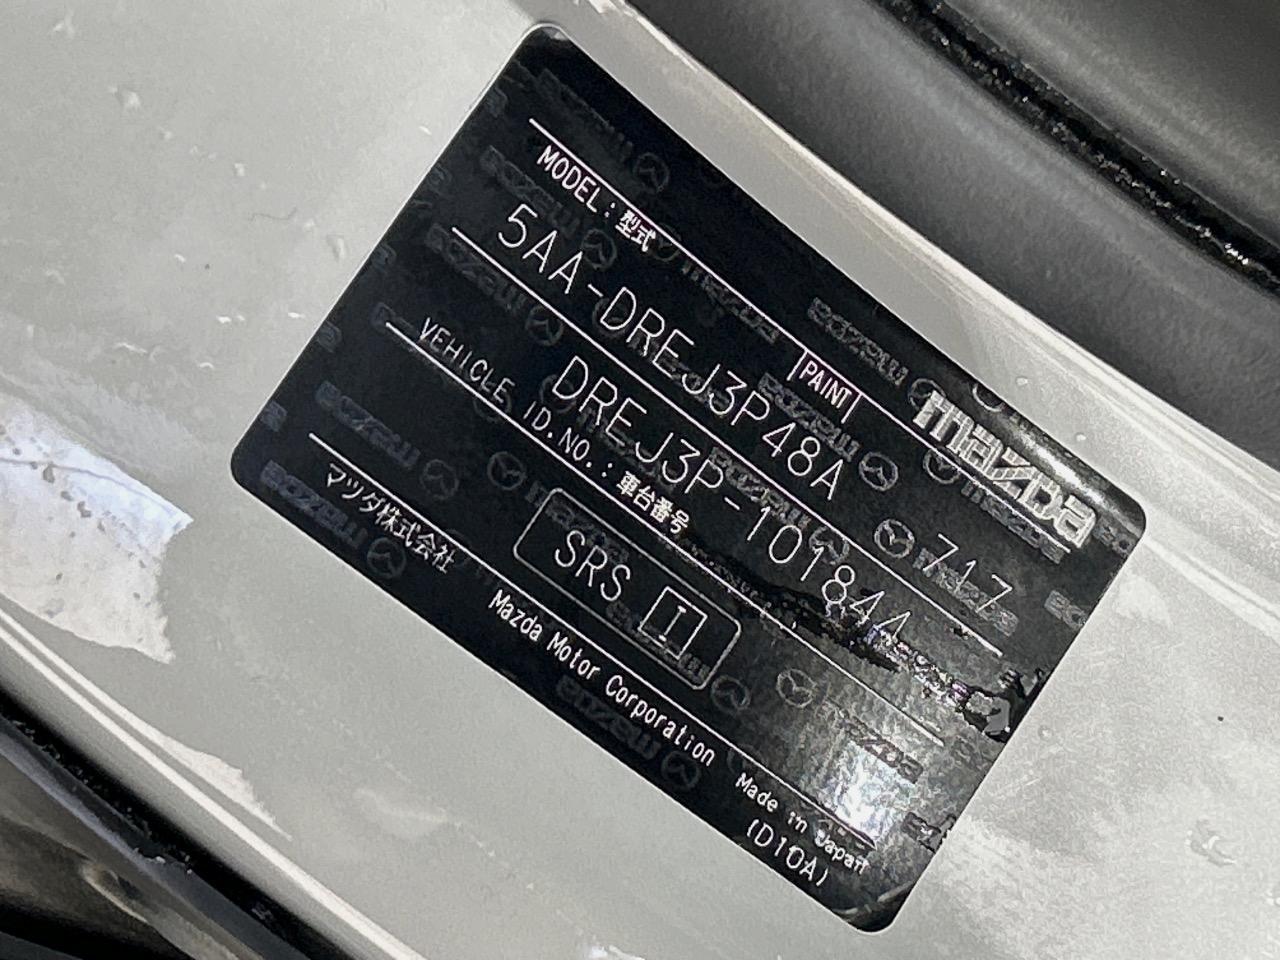 mazda
MODEL:型式 PAINT
5AA-DREJ3P48A 717
DREJ3P-101844
VEHICLE ID.NO.:車台番号
SRS I
マツダ株式会社 Mazda Motor Corporation Made in Japan
(D10A)